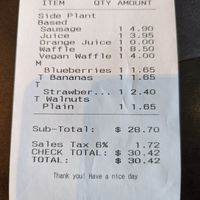 ITEM QTY AMOUNT
Side Plant
Based
Sausage 1 4.90
Juice 1 3.95
Orange Juice 1 0.00
Waffle 1 8.50
Vegan Waffle 1 4.00
M
Blueberries 1 1.65
T Bananas 1 1.65
T
Strawber... 1 2.40
T Walnuts
Plain 1 1.65
Sub-Total: $ 28.70
Sales Tax 6% 1.72
CHECK TOTAL: $ 30.42
TOTAL: $ 30.42
Thank you! Have a nice day